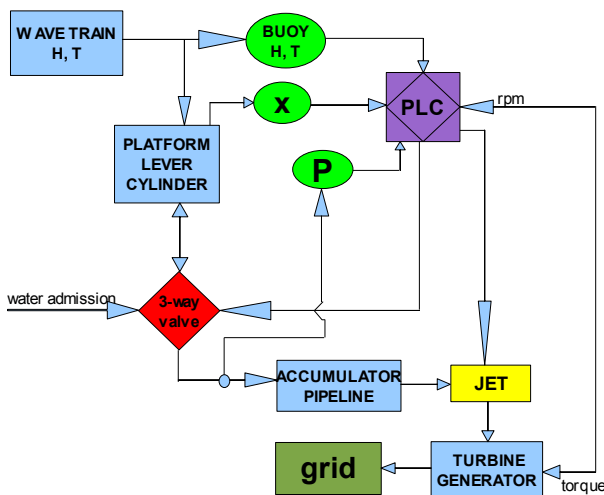 WAVE TRAIN
H, T
BUOY
H, T
X
PLC
rpm
PLATFORM
LEVER
CYLINDER
P
water admission
3-way
valve
ACCUMULATOR
PIPELINE
JET
grid
TURBINE
GENERATOR
torque